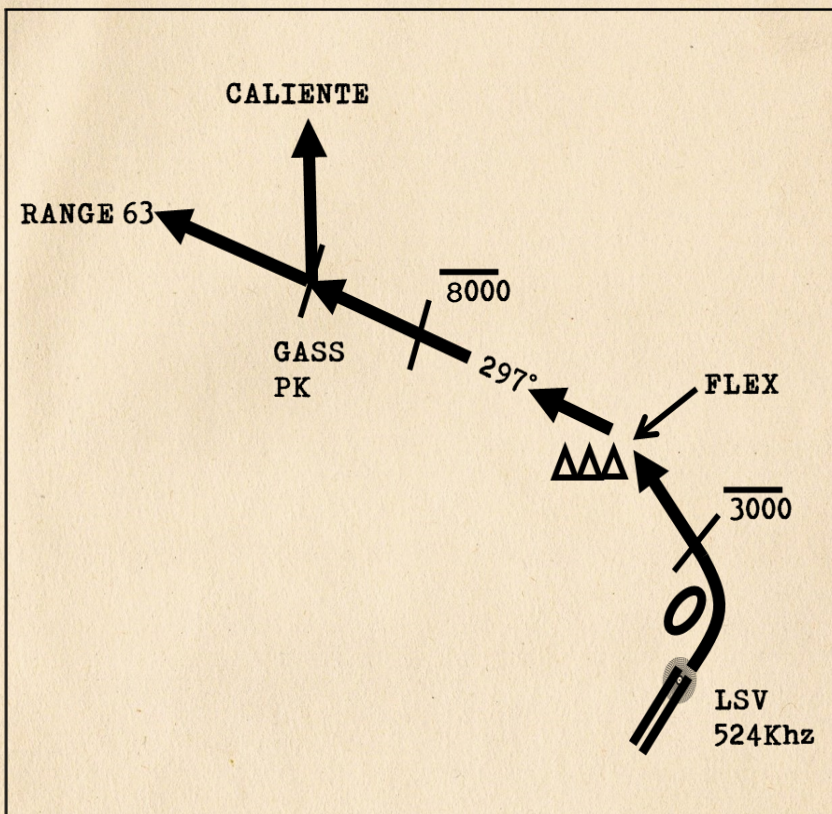 CALIENTE
RANGE 63
8000
GASS
PK
297°
FLEX
3000
LSV
524Khz